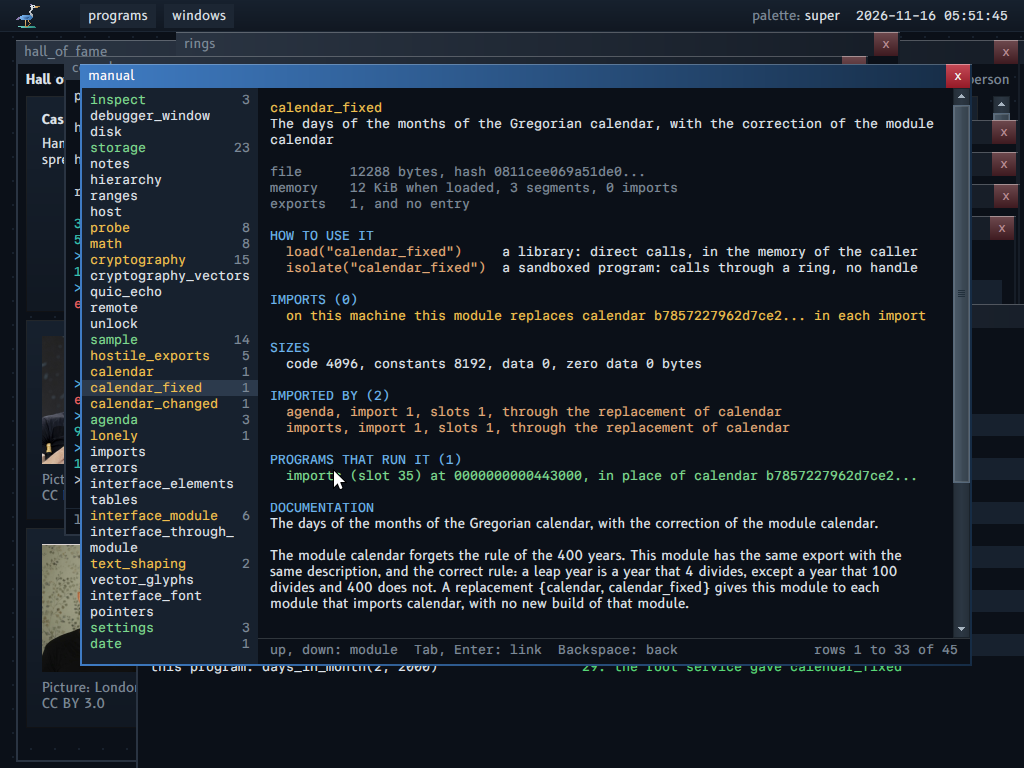 programs windows palette: super 2026-11-16 05:51:45
rings x
hall_of_fame x
manual x
Hall o
Cas
Han
spre
Pict
CC
Picture: Londo
CC BY 3.0
erson
inspect 3
debugger_window
disk
storage 23
notes
hierarchy
ranges
host
probe 8
math 8
cryptography 15
cryptography_vectors
quic_echo
remote
unlock
sample 14
hostile_exports 5
calendar 1
calendar_fixed 1
calendar_changed 1
agenda 3
lonely 1
imports
errors
interface_elements
tables
interface_module 6
interface_through_
module
text_shaping 2
vector_glyphs
interface_font
pointers
settings 3
date 1
calendar_fixed
The days of the months of the Gregorian calendar, with the correction of the module
calendar
file 12288 bytes, hash 0811cee069a51de0...
memory 12 KiB when loaded, 3 segments, 0 imports
exports 1, and no entry
HOW TO USE IT
load("calendar_fixed") a library: direct calls, in the memory of the caller
isolate("calendar_fixed") a sandboxed program: calls through a ring, no handle
IMPORTS (0)
on this machine this module replaces calendar b7857227962d7ce2... in each import
SIZES
code 4096, constants 8192, data 0, zero data 0 bytes
IMPORTED BY (2)
agenda, import 1, slots 1, through the replacement of calendar
imports, import 1, slots 1, through the replacement of calendar
PROGRAMS THAT RUN IT (1)
import (slot 35) at 0000000000443000, in place of calendar b7857227962d7ce2...
DOCUMENTATION
The days of the months of the Gregorian calendar, with the correction of the module calendar.
The module calendar forgets the rule of the 400 years. This module has the same export with the
same description, and the correct rule: a leap year is a year that 4 divides, except a year that 100
divides and 400 does not. A replacement {calendar, calendar_fixed} gives this module to each
module that imports calendar, with no new build of that module.
up, down: module Tab, Enter: link Backspace: back rows 1 to 33 of 45
this program: days_in_month(2, 2000) 29: the root service gave calendar_fixed